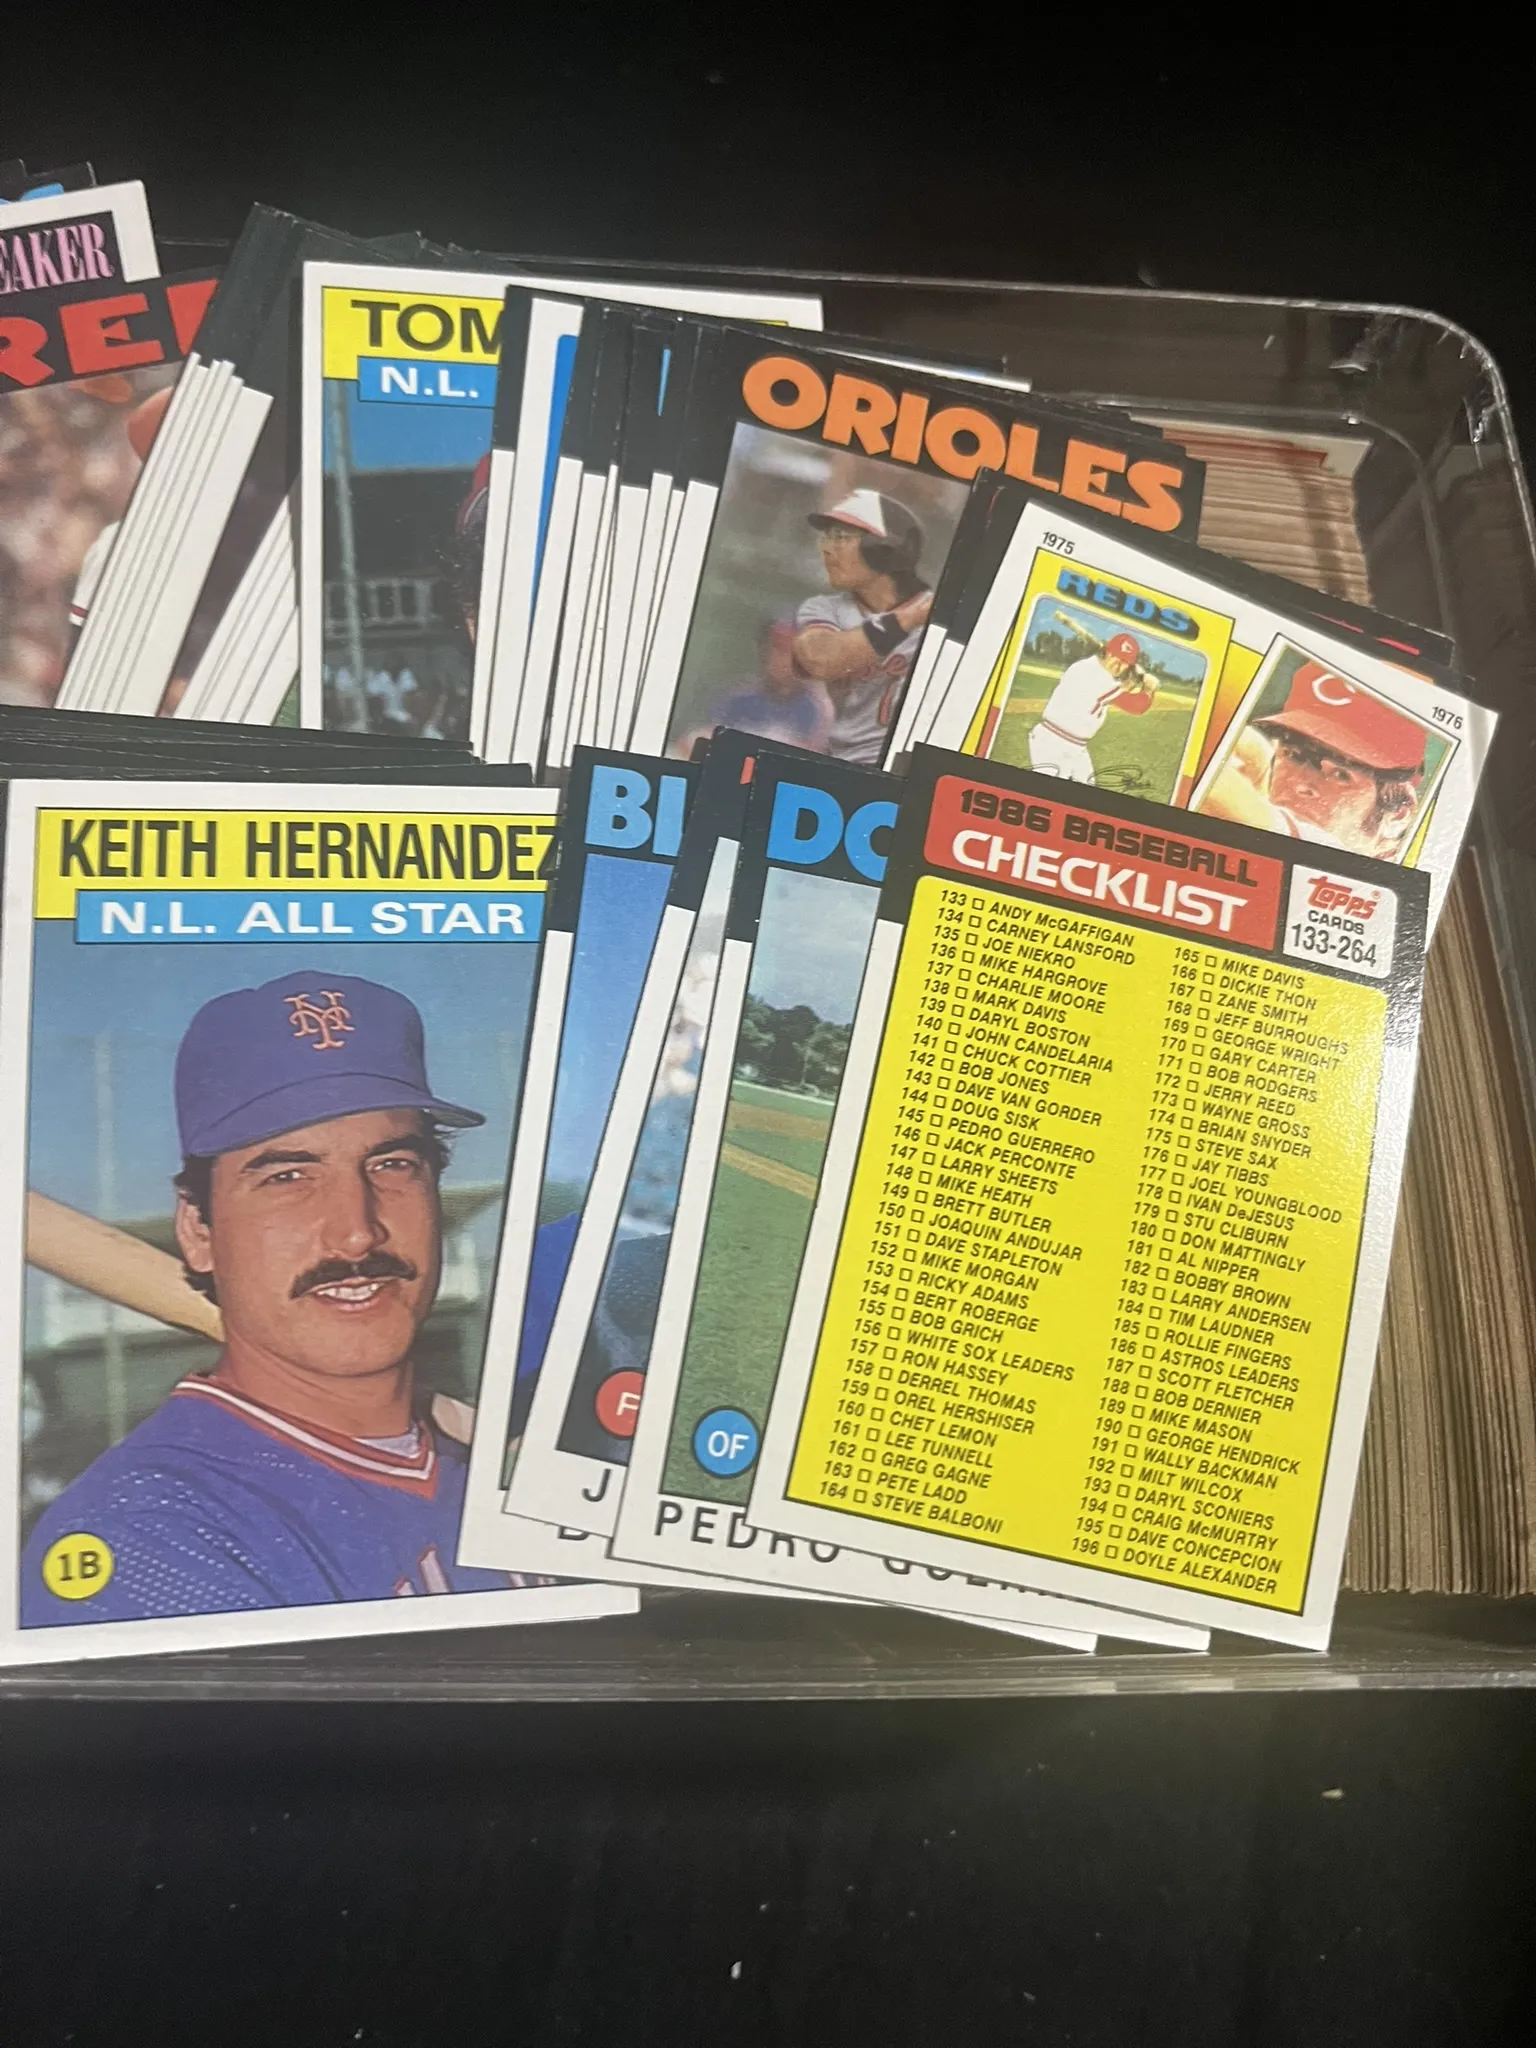 EAKER
RE
TOM
N.L.
ORIOLES
1975
REDS
1976
KEITH HERNANDEZ
N.L. ALL STAR
1B
BL
DO
J
OF
PEDRO GUER
1986 BASEBALL
CHECKLIST
TOPPS®
CARDS
133-264
133 ANDY McGAFFIGAN
134 CARNEY LANSFORD
135 JOE NIEKRO
136 MIKE HARGROVE
137 CHARLIE MOORE
138 MARK DAVIS
139 DARYL BOSTON
140 JOHN CANDELARIA
141 CHUCK COTTIER
142 BOB JONES
143 DAVE VAN GORDER
144 DOUG SISK
145 PEDRO GUERRERO
146 JACK PERCONTE
147 LARRY SHEETS
148 MIKE HEATH
149 BRETT BUTLER
150 JOAQUIN ANDUJAR
151 DAVE STAPLETON
152 MIKE MORGAN
153 RICKY ADAMS
154 BERT ROBERGE
155 BOB GRICH
156 WHITE SOX LEADERS
157 RON HASSEY
158 DERREL THOMAS
159 OREL HERSHISER
160 CHET LEMON
161 LEE TUNNELL
162 GREG GAGNE
163 PETE LADD
164 STEVE BALBONI
165 MIKE DAVIS
166 DICKIE THON
167 ZANE SMITH
168 JEFF BURROUGHS
169 GEORGE WRIGHT
170 GARY CARTER
171 BOB RODGERS
172 JERRY REED
173 WAYNE GROSS
174 BRIAN SNYDER
175 STEVE SAX
176 JAY TIBBS
177 JOEL YOUNGBLOOD
178 IVAN DeJESUS
179 STU CLIBURN
180 DON MATTINGLY
181 AL NIPPER
182 BOBBY BROWN
183 LARRY ANDERSEN
184 TIM LAUDNER
185 ROLLIE FINGERS
186 ASTROS LEADERS
187 SCOTT FLETCHER
188 BOB DERNIER
189 MIKE MASON
190 GEORGE HENDRICK
191 WALLY BACKMAN
192 MILT WILCOX
193 DARYL SCONIERS
194 CRAIG McMURTRY
195 DAVE CONCEPCION
196 DOYLE ALEXANDER